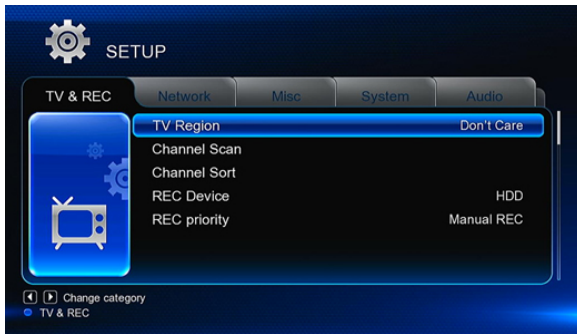 SETUP
TV & REC Network Misc System Audio
TV Region Don't Care
Channel Scan
Channel Sort
REC Device HDD
REC priority Manual REC
Change category
TV & REC